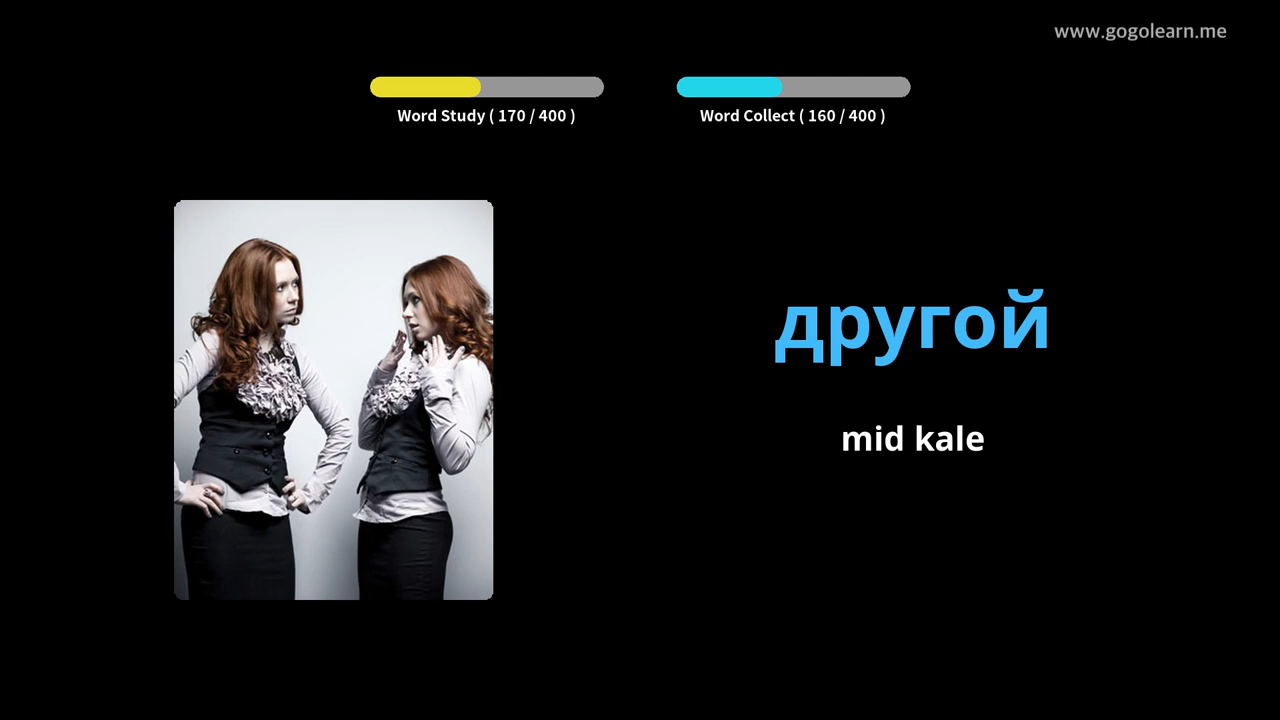 www.gogolearn.me
Word Study ( 170 / 400 )
Word Collect ( 160 / 400 )
другой
mid kale